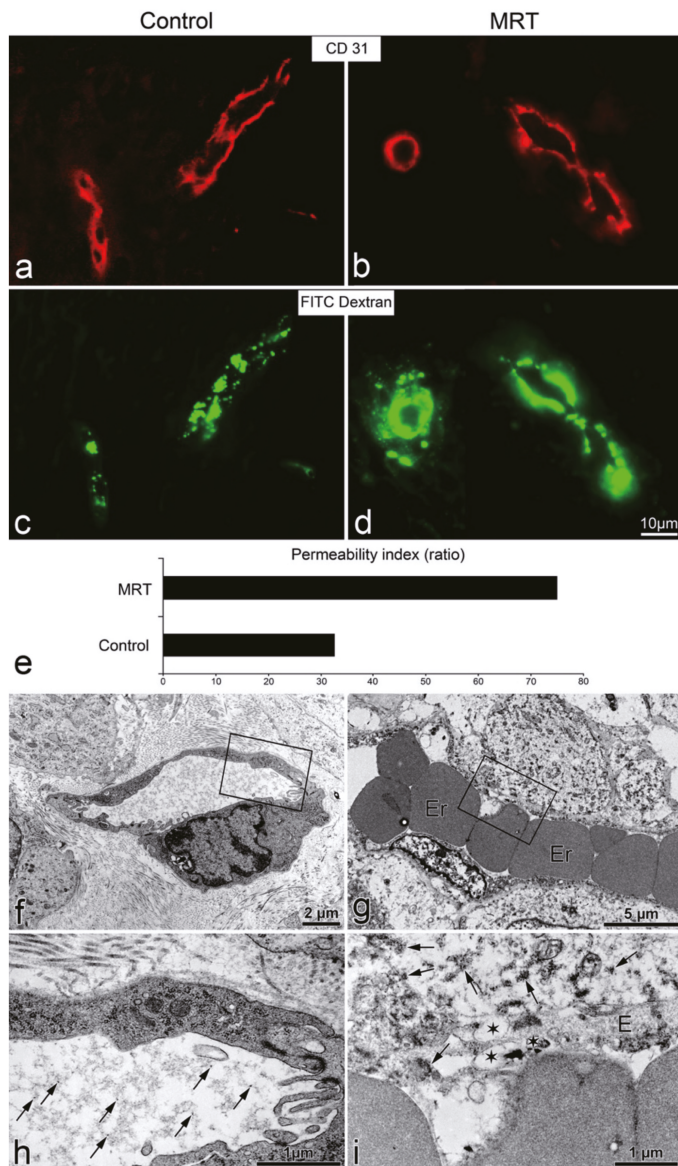 Control MRT
CD 31
a b
FITC Dextran
c d
10µm
Permeability index (ratio)
MRT
Control
e
0 10 20 30 40 50 60 70 80
f
2 µm
g
Er Er
5 µm
h
1µm
i
E
1 µm